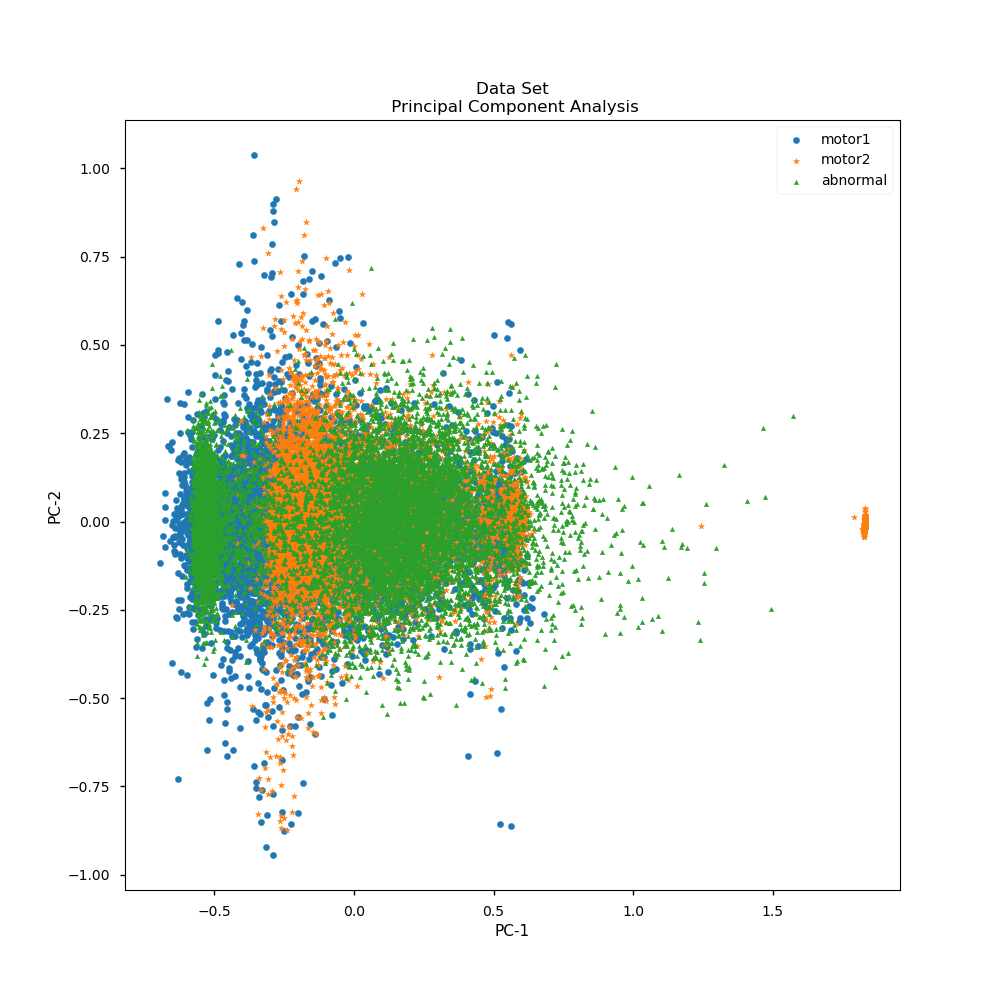 Data Set
Principal Component Analysis
motor1
motor2
abnormal
PC-2
1.00
0.75
0.50
0.25
0.00
−0.25
−0.50
−0.75
−1.00
−0.5
0.0
0.5
1.0
1.5
PC-1